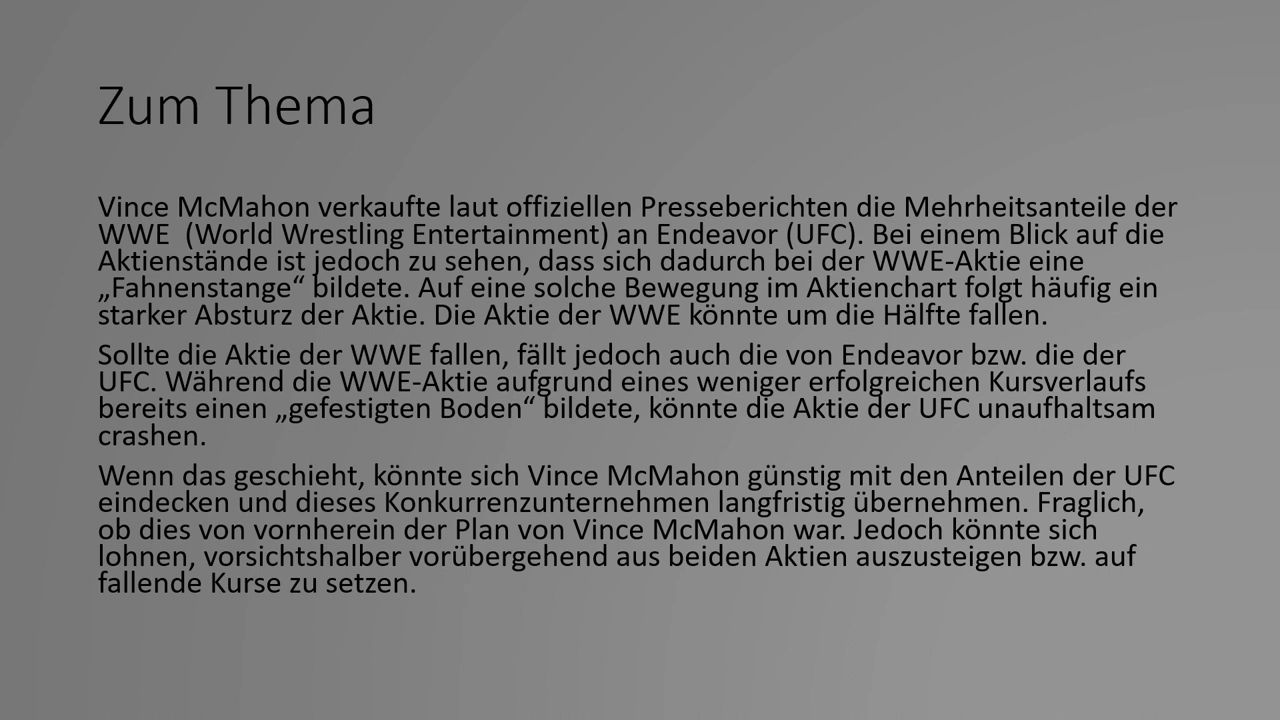 Zum Thema
Vince McMahon verkaufte laut offiziellen Presseberichten die Mehrheitsanteile der
WWE  (World Wrestling Entertainment) an Endeavor (UFC). Bei einem Blick auf die
Aktienstände ist jedoch zu sehen, dass sich dadurch bei der WWE-Aktie eine
„Fahnenstange“ bildete. Auf eine solche Bewegung im Aktienchart folgt häufig ein
starker Absturz der Aktie. Die Aktie der WWE könnte um die Hälfte fallen.
Sollte die Aktie der WWE fallen, fällt jedoch auch die von Endeavor bzw. die der
UFC. Während die WWE-Aktie aufgrund eines weniger erfolgreichen Kursverlaufs
bereits einen „gefestigten Boden“ bildete, könnte die Aktie der UFC unaufhaltsam
crashen.
Wenn das geschieht, könnte sich Vince McMahon günstig mit den Anteilen der UFC
eindecken und dieses Konkurrenzunternehmen langfristig übernehmen. Fraglich,
ob dies von vornherein der Plan von Vince McMahon war. Jedoch könnte sich
lohnen, vorsichtshalber vorübergehend aus beiden Aktien auszusteigen bzw. auf
fallende Kurse zu setzen.